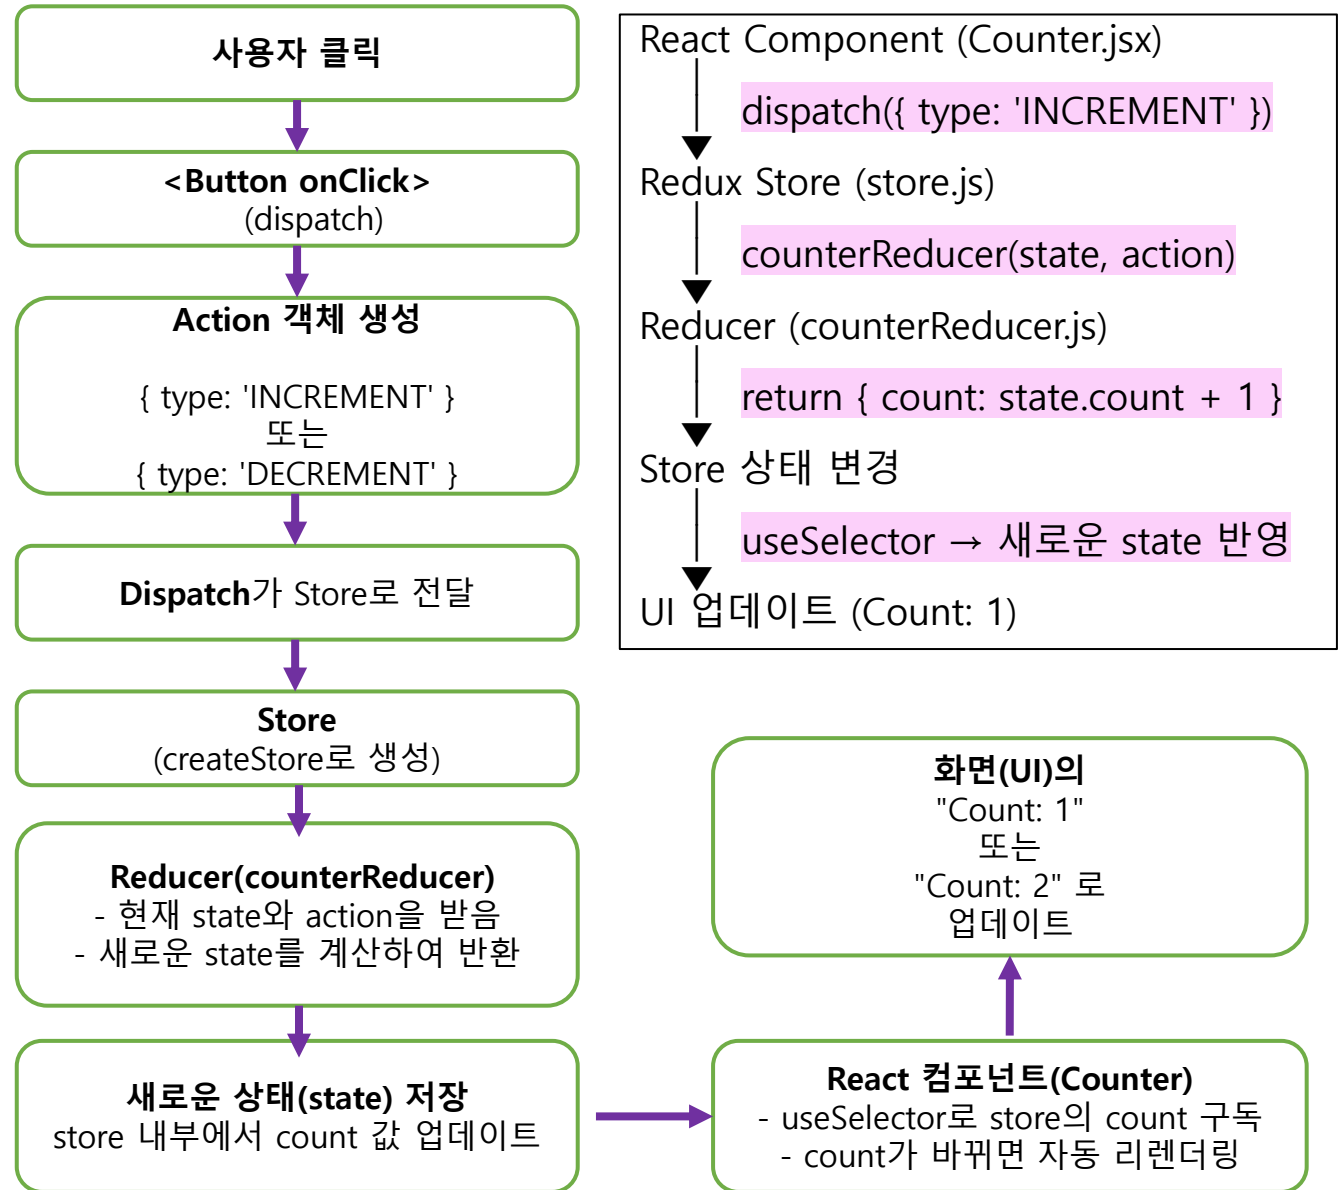 사용자 클릭
<Button onClick>
(dispatch)
Action 객체 생성
{ type: 'INCREMENT' }
또는
{ type: 'DECREMENT' }
Dispatch가 Store로 전달
Store
(createStore로 생성)
Reducer(counterReducer)
- 현재 state와 action을 받음
- 새로운 state를 계산하여 반환
새로운 상태(state) 저장
store 내부에서 count 값 업데이트
React 컴포넌트(Counter)
- useSelector로 store의 count 구독
- count가 바뀌면 자동 리렌더링
화면(UI)의
"Count: 1"
또는
"Count: 2" 로
업데이트
React Component (Counter.jsx)
dispatch({ type: 'INCREMENT' })
Redux Store (store.js)
counterReducer(state, action)
Reducer (counterReducer.js)
return { count: state.count + 1 }
Store 상태 변경
useSelector → 새로운 state 반영
UI 업데이트 (Count: 1)